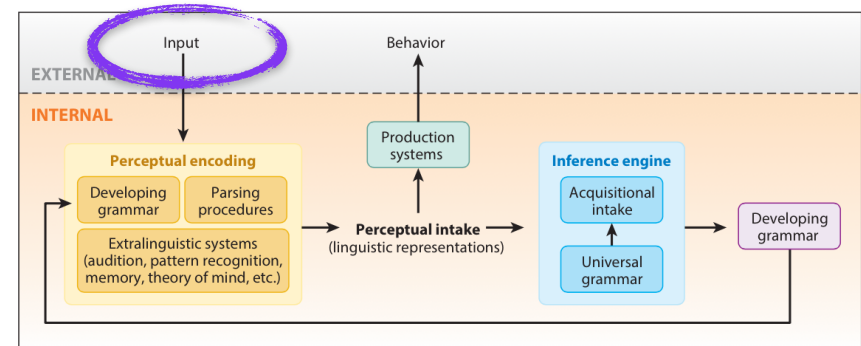 Input
Behavior
EXTERNAL
INTERNAL
Production
systems
Perceptual encoding
Developing
grammar
Parsing
procedures
Extralinguistic systems
(audition, pattern recognition,
memory, theory of mind, etc.)
Perceptual intake
(linguistic representations)
Inference engine
Acquisitional
intake
Universal
grammar
Developing
grammar